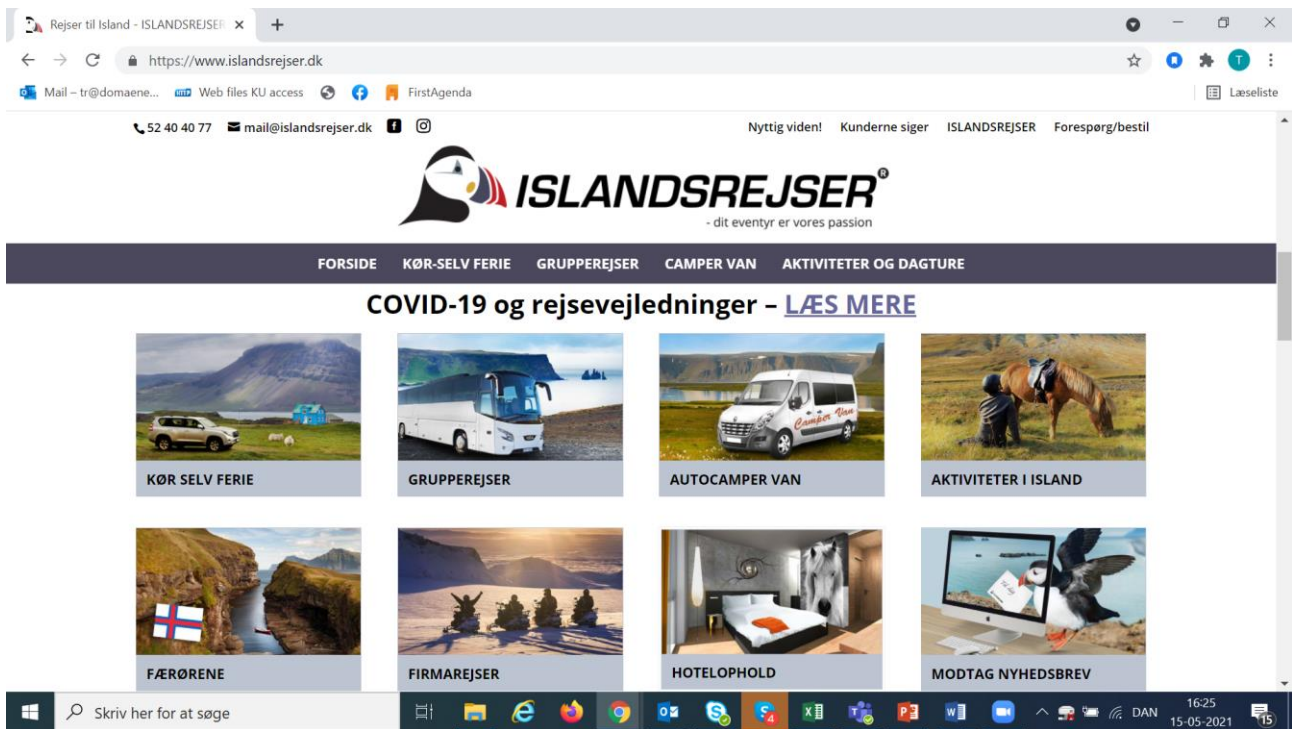 Rejser til Island - ISLANDSREJSER
https://www.islandsrejser.dk
T
Mail – tr@domaene... Web files KU access FirstAgenda Læseliste
52 40 40 77 mail@islandsrejser.dk Nyttig viden! Kunderne siger ISLANDSREJSER Forespørg/bestil
ISLANDSREJSER®
- dit eventyr er vores passion
FORSIDE KØR-SELV FERIE GRUPPEREJSER CAMPER VAN AKTIVITETER OG DAGTURE
COVID-19 og rejsevejledninger – LÆS MERE
Camper Van
KØR SELV FERIE GRUPPEREJSER AUTOCAMPER VAN AKTIVITETER I ISLAND
FÆRØERNE FIRMAREJSER HOTELOPHOLD MODTAG NYHEDSBREV
Skriv her for at søge
4
DAN
16:25
15-05-2021
15